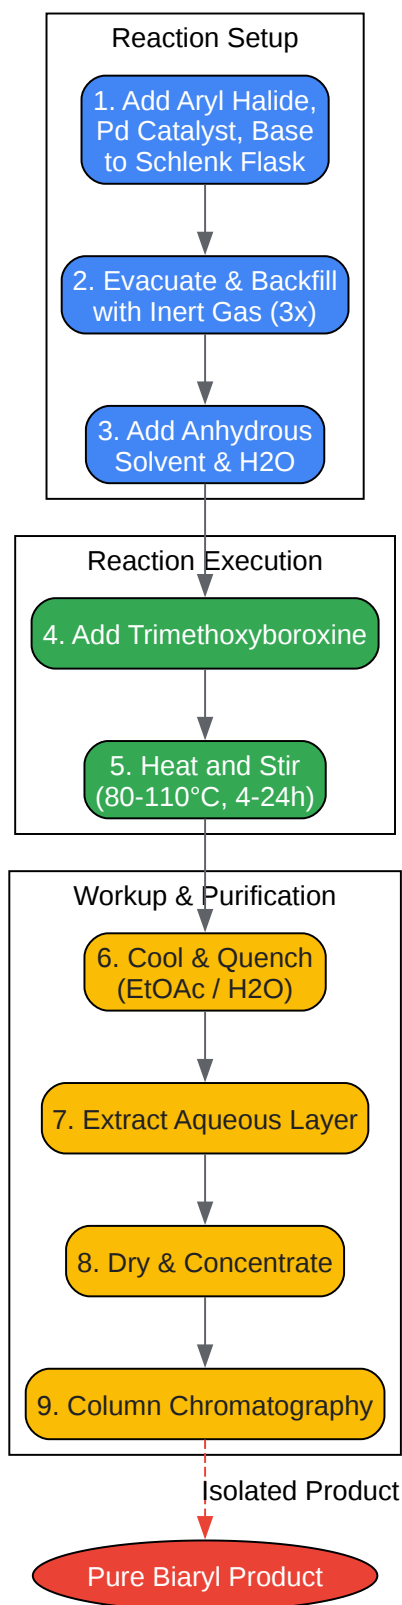 Reaction Setup
1. Add Aryl Halide,
Pd Catalyst, Base
to Schlenk Flask
2. Evacuate & Backfill
with Inert Gas (3x)
3. Add Anhydrous
Solvent & H2O
Reaction Execution
4. Add Trimethoxyboroxine
5. Heat and Stir
(80-110°C, 4-24h)
Workup & Purification
6. Cool & Quench
(EtOAc / H2O)
7. Extract Aqueous Layer
8. Dry & Concentrate
9. Column Chromatography
Isolated Product
Pure Biaryl Product